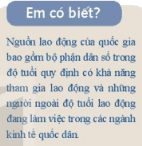 Em có biết?
Nguồn lao động của quốc gia
bao gồm bộ phận dân số trong
độ tuổi quy định có khả năng
tham gia lao động và những
người ngoài độ tuổi lao động
đang làm việc trong các ngành
kinh tế quốc dân.